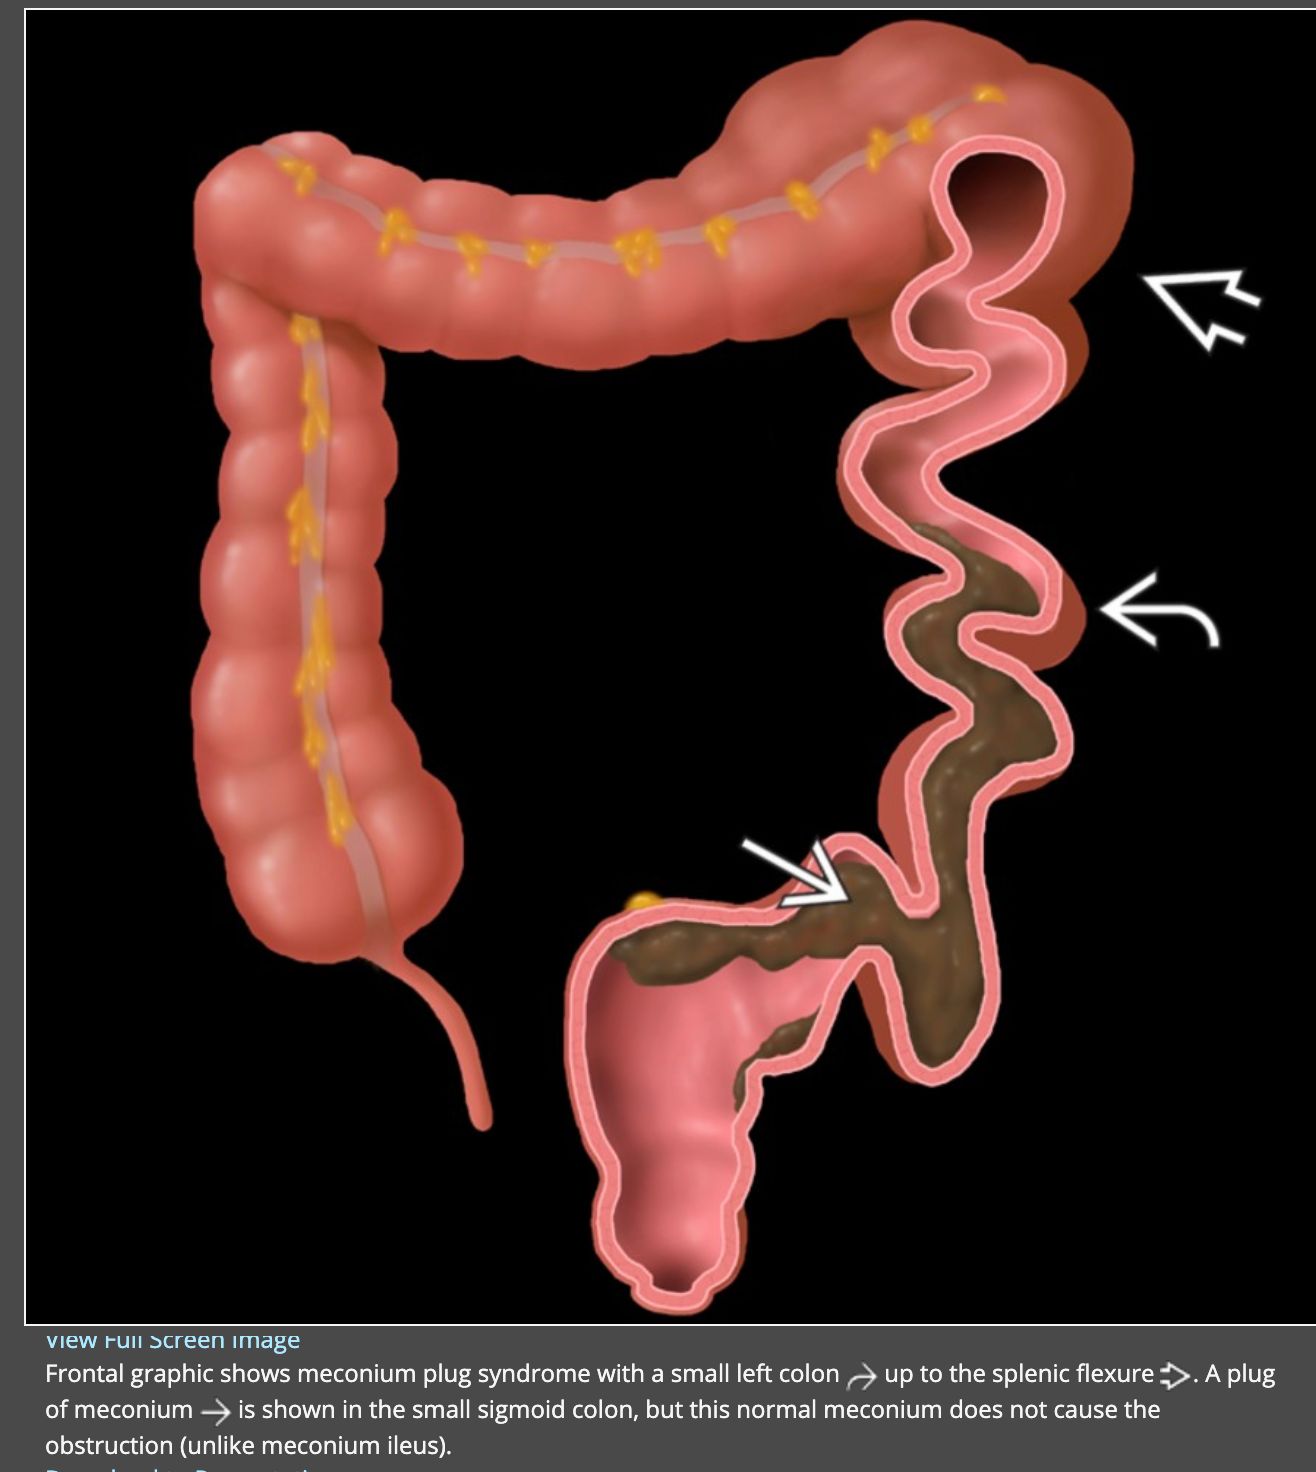 View Full Screen Image
Frontal graphic shows meconium plug syndrome with a small left colon up to the splenic flexure . A plug
of meconium is shown in the small sigmoid colon, but this normal meconium does not cause the
obstruction (unlike meconium ileus).